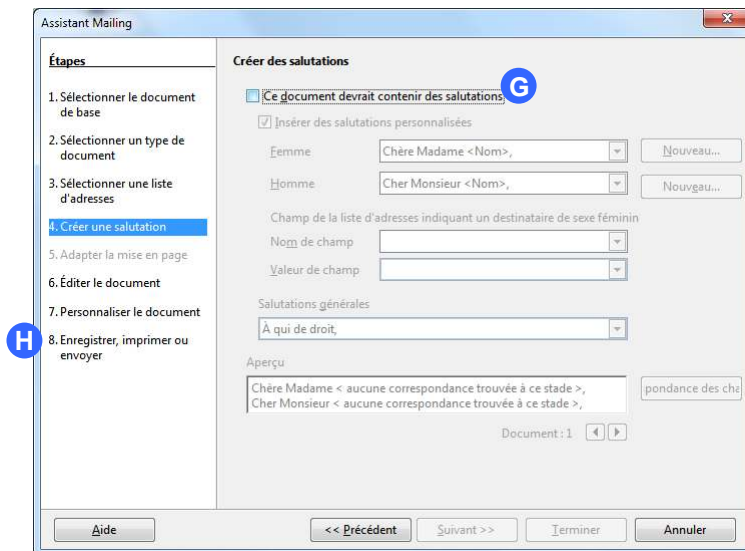 Assistant Mailing
Étapes
1. Sélectionner le document
de base
2. Sélectionner un type de
document
3. Sélectionner une liste
d'adresses
4. Créer une salutation
5. Adapter la mise en page
6. Éditer le document
7. Personnaliser le document
H
8. Enregistrer, imprimer ou
envoyer
Créer des salutations
Ce document devrait contenir des salutations
G
Insérer des salutations personnalisées
Femme
Chère Madame <Nom>,
Nouveau...
Homme
Cher Monsieur <Nom>,
Nouveau...
Champ de la liste d'adresses indiquant un destinataire de sexe féminin
Nom de champ
Valeur de champ
Salutations générales
À qui de droit,
Aperçu
Chère Madame < aucune correspondance trouvée à ce stade >,
Cher Monsieur < aucune correspondance trouvée à ce stade >,
pondance des cha
Document : 1
Aide
<< Précédent
Suivant >>
Terminer
Annuler